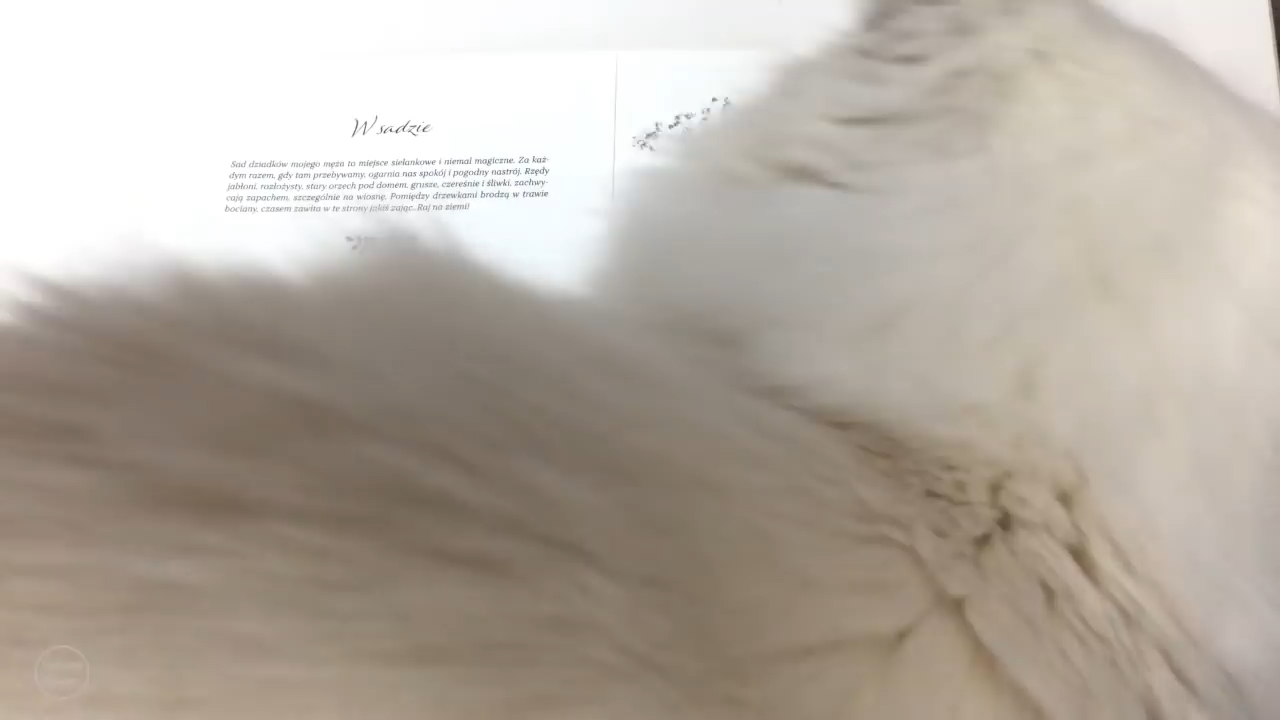 W sadzie
Sad dziadków mojego męża to miejsce sielankowe i niemal magiczne. Za każ-
dym razem, gdy tam przebywamy, ogarnia nas spokój i pogodny nastrój. Rzędy
jabłoni, rozłożysty, stary orzech pod domem, grusze, czereśnie i śliwki, zachwy-
cają zapachem, szczególnie na wiosnę. Pomiędzy drzewkami brodzą w trawie
bociany, czasem zawita w te strony jakiś zając. Raj na ziemi!